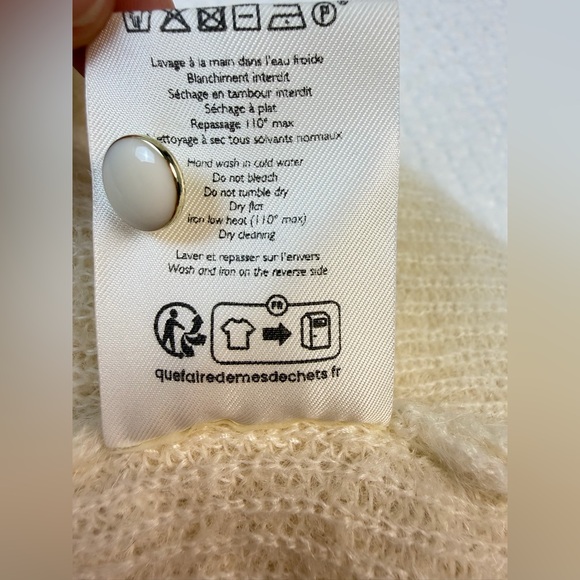 Lavage à la main dans l'eau froide
Blanchiment interdit
Séchage en tambour interdit
Séchage à plat
Repassage 110° max
ettoyage à sec tous solvants normaux
Hand wash in cold water
Do not bleach
Do not tumble dry
Dry flat
Iron low heat (110° max)
Dry cleaning
Laver et repasser sur l'envers
Wash and iron on the reverse side
FR
quefairedemesdechets.fr